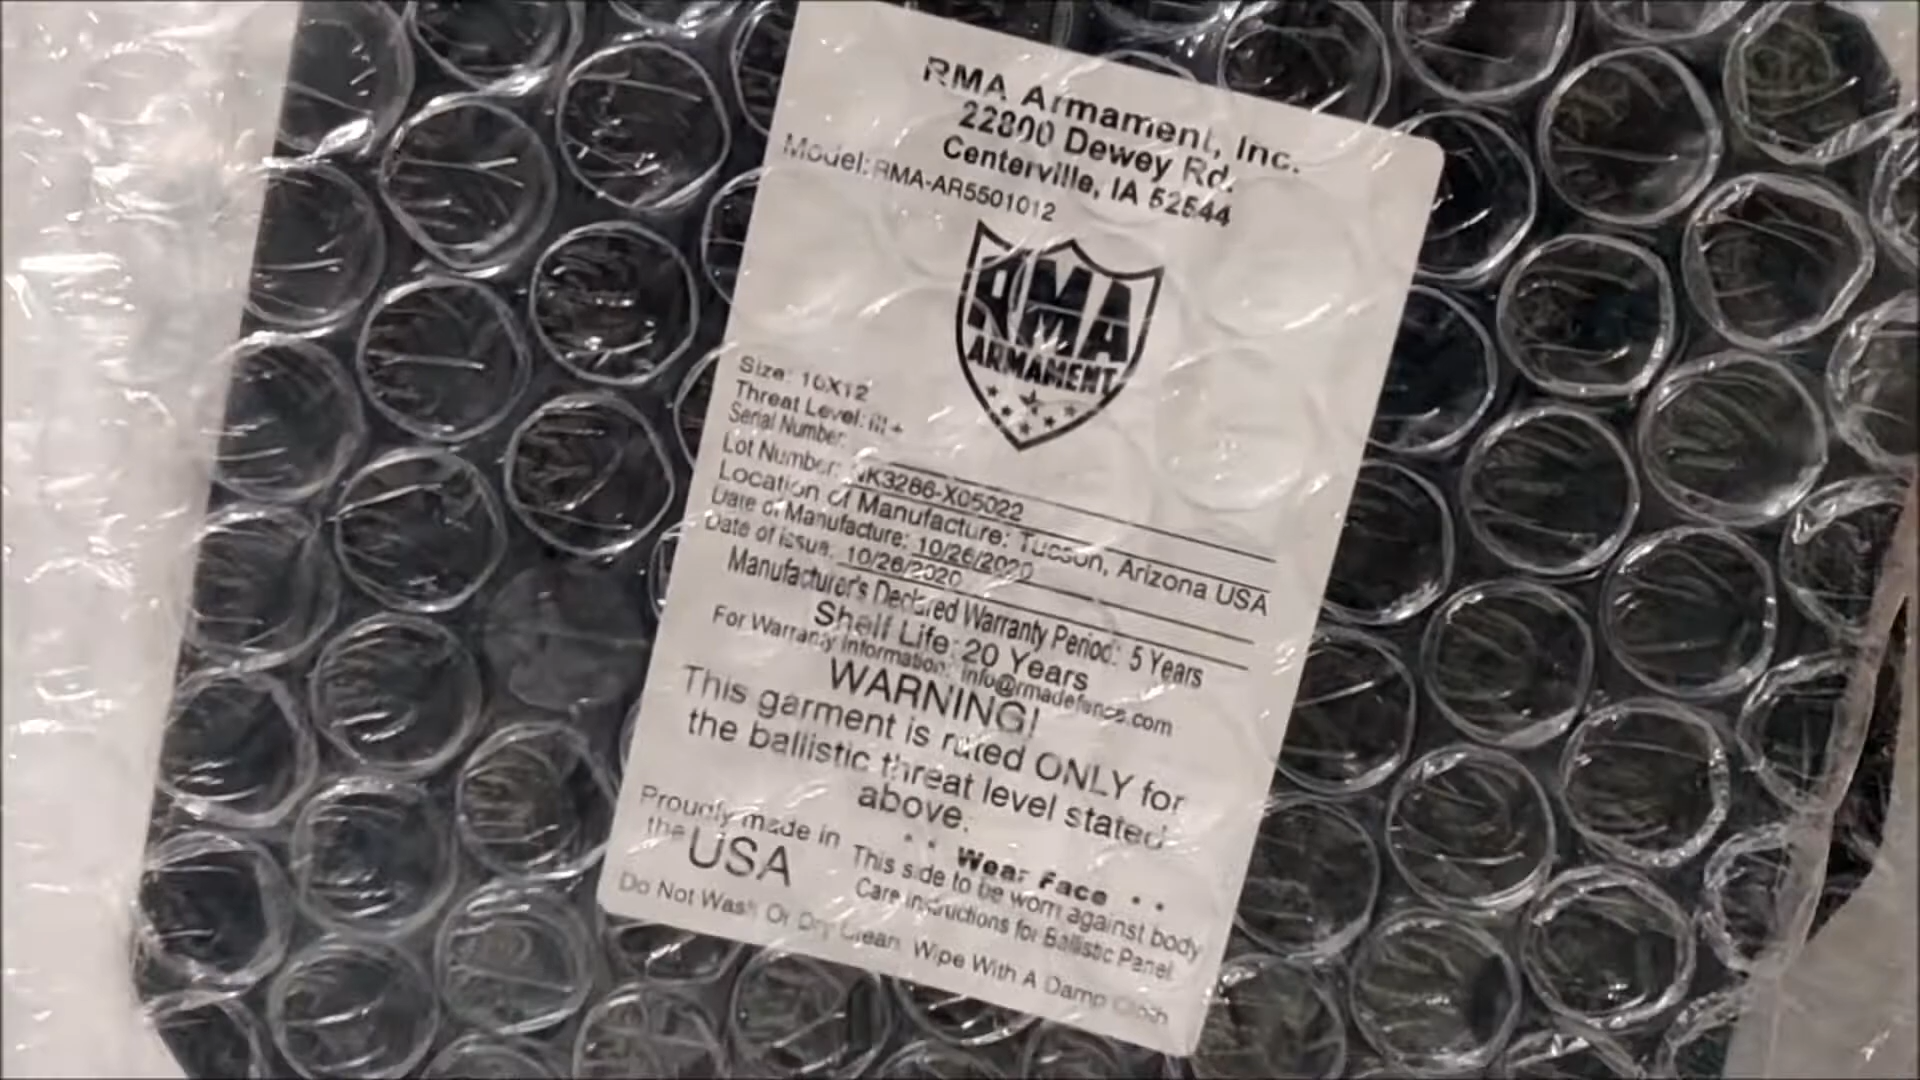 RMA Armament, Inc.
22800 Dewey Rd.
Centerville, IA 52544
Model: RMA-AR5501012
RMA
ARMAMENT
Size: 10X12
Threat Level: III+
Serial Number:
Lot Number: NK3286-X05022
Location of Manufacture: Tucson, Arizona USA
Date of Manufacture: 10/26/2020
Date of issue: 10/26/2020
Manufacturer's Declared Warranty Period: 5 Years
Shelf Life: 20 Years
For Warranty Information: info@rmadefence.com
WARNING!
This garment is rated ONLY for
the ballistic threat level stated
above.
Proudly made in
the USA
* * Wear Face * *
This side to be worn against body
Care instructions for Ballistic Panel
Do Not Wash Or Dry Clean. Wipe With A Damp Cloth